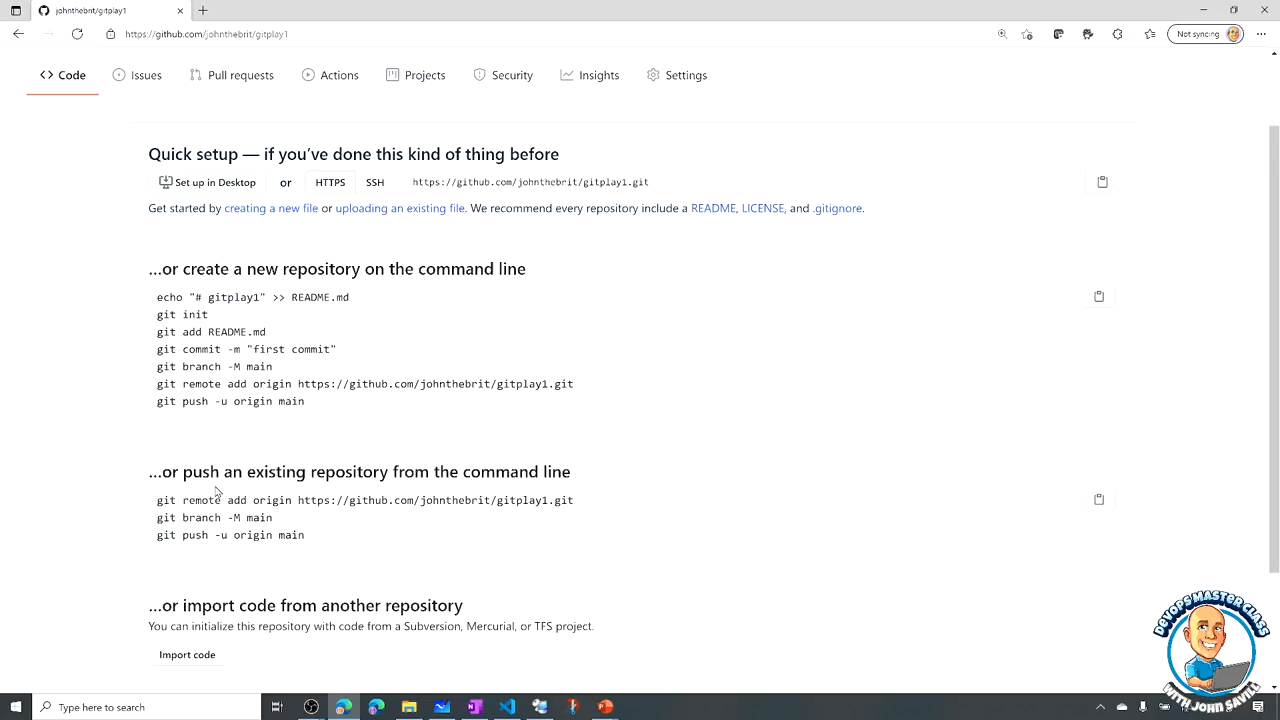 johnthebrit/gitplay1
https://github.com/johnthebrit/gitplay1
Not syncing
Code
Issues
Pull requests
Actions
Projects
Security
Insights
Settings
Quick setup — if you’ve done this kind of thing before
Set up in Desktop or HTTPS SSH https://github.com/johnthebrit/gitplay1.git
Get started by creating a new file or uploading an existing file. We recommend every repository include a README, LICENSE, and .gitignore.
…or create a new repository on the command line
echo "# gitplay1" >> README.md
git init
git add README.md
git commit -m "first commit"
git branch -M main
git remote add origin https://github.com/johnthebrit/gitplay1.git
git push -u origin main
…or push an existing repository from the command line
git remote add origin https://github.com/johnthebrit/gitplay1.git
git branch -M main
git push -u origin main
…or import code from another repository
You can initialize this repository with code from a Subversion, Mercurial, or TFS project.
Import code
DEVOPS MASTER CLASS
WITH JOHN SAVILL
Type here to search